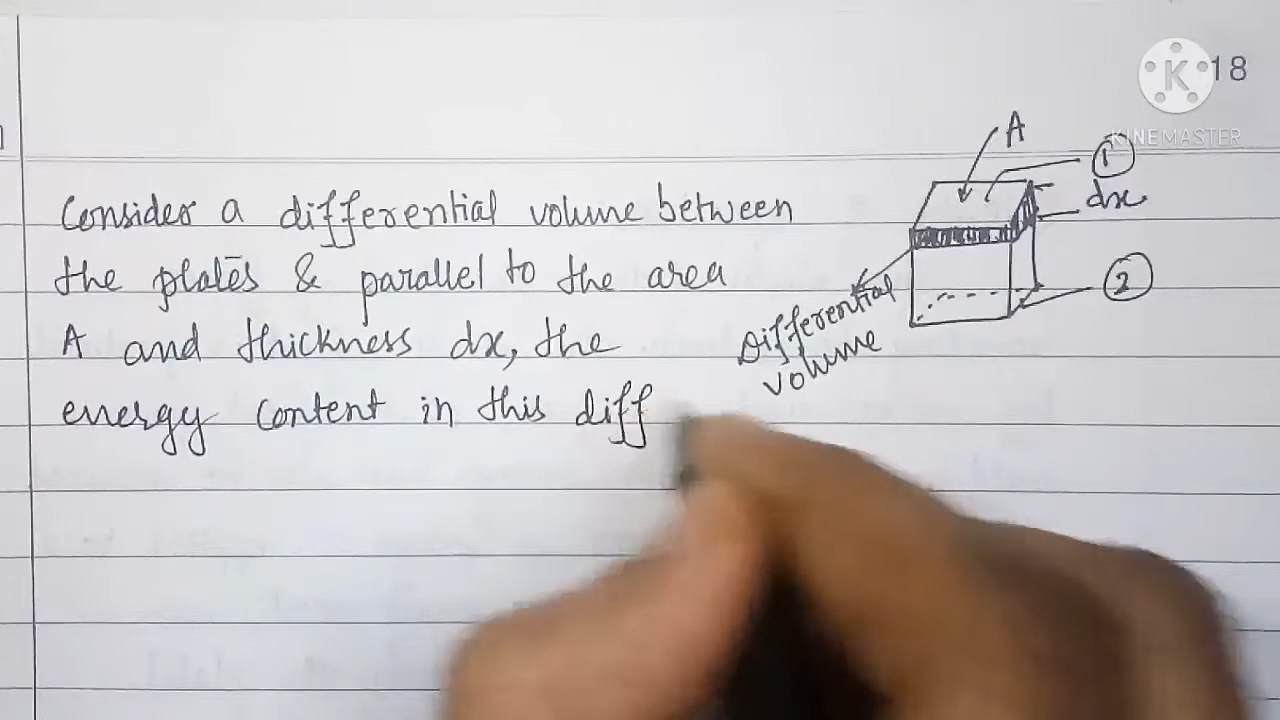 K
KINEMASTER
18
A
1
dx
Consider a differential volume between
the plates & parallel to the area
2
Differential
volume
A and thickness dx, the
energy content in this diff